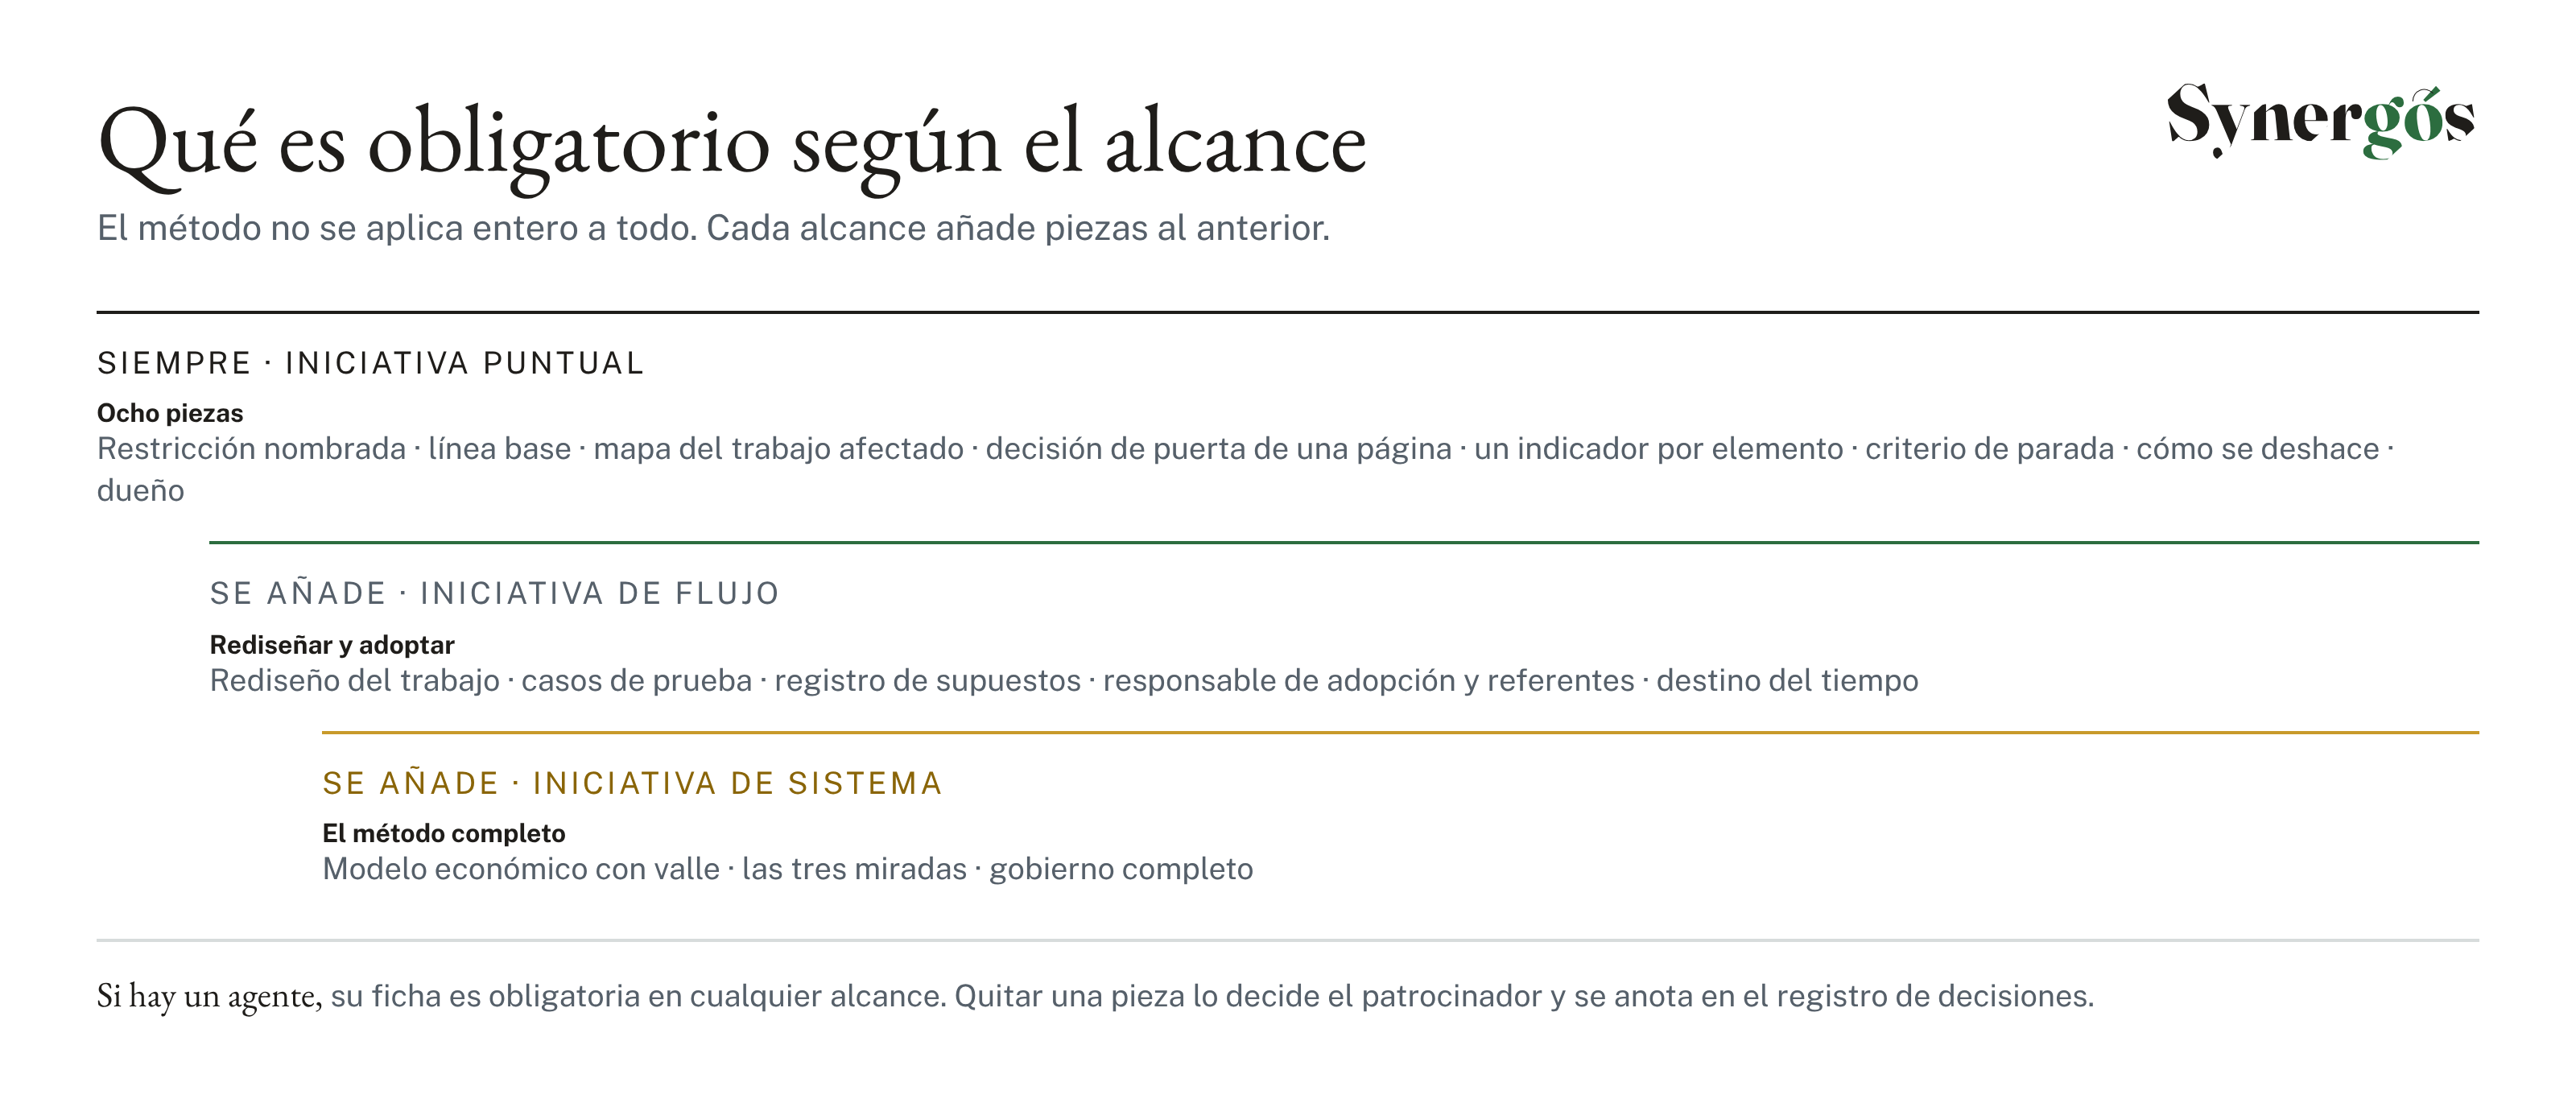 Qué es obligatorio según el alcance
Synergós
El método no se aplica entero a todo. Cada alcance añade piezas al anterior.
SIEMPRE · INICIATIVA PUNTUAL
Ocho piezas
Restricción nombrada · línea base · mapa del trabajo afectado · decisión de puerta de una página · un indicador por elemento · criterio de parada · cómo se deshace ·
dueño
SE AÑADE · INICIATIVA DE FLUJO
Rediseñar y adoptar
Rediseño del trabajo · casos de prueba · registro de supuestos · responsable de adopción y referentes · destino del tiempo
SE AÑADE · INICIATIVA DE SISTEMA
El método completo
Modelo económico con valle · las tres miradas · gobierno completo
Si hay un agente, su ficha es obligatoria en cualquier alcance. Quitar una pieza lo decide el patrocinador y se anota en el registro de decisiones.